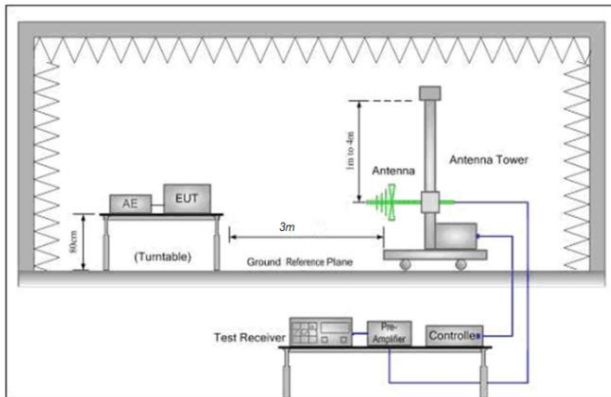 1m to 4m
Antenna
Antenna Tower
AE
EUT
80cm
(Turntable)
3m
Ground Reference Plane
Test Receiver
Pre-
Amplifier
Controller